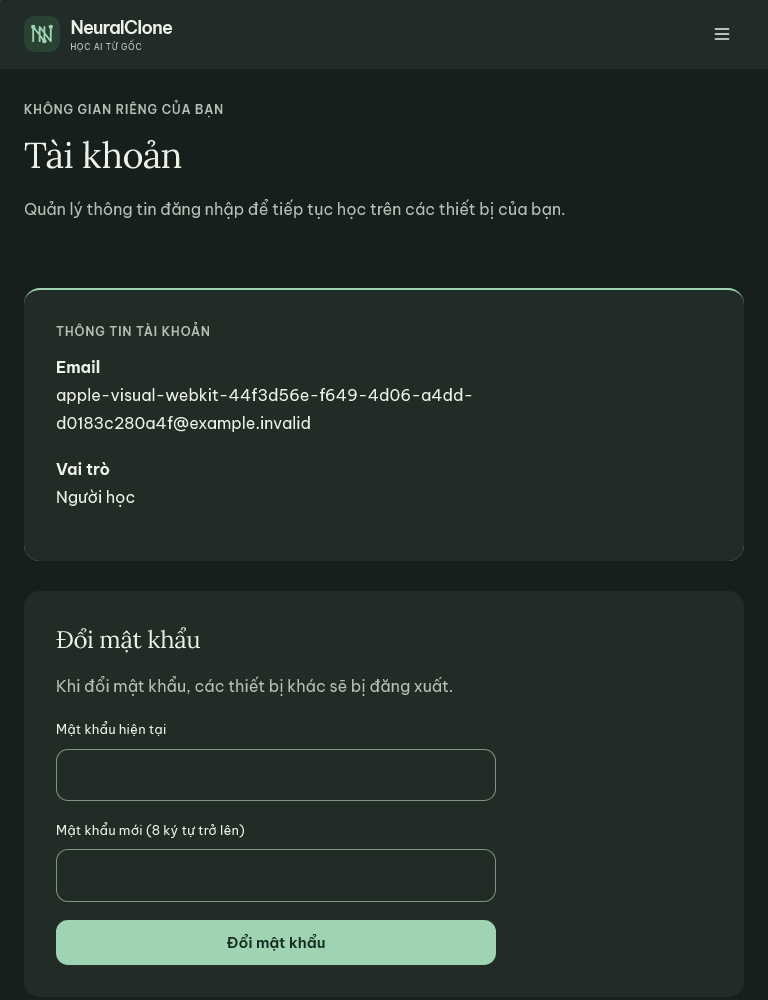 NeuralClone
HỌC AI TỪ GỐC
KHÔNG GIAN RIÊNG CỦA BẠN
Tài khoản
Quản lý thông tin đăng nhập để tiếp tục học trên các thiết bị của bạn.
THÔNG TIN TÀI KHOẢN
Email
apple-visual-webkit-44f3d56e-f649-4d06-a4dd-
d0183c280a4f@example.invalid
Vai trò
Người học
Đổi mật khẩu
Khi đổi mật khẩu, các thiết bị khác sẽ bị đăng xuất.
Mật khẩu hiện tại
Mật khẩu mới (8 ký tự trở lên)
Đổi mật khẩu